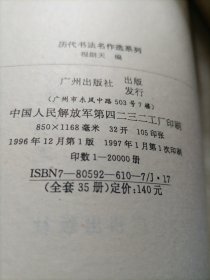 历代书法名作选系列
程明天 编
广州出版社 出版
发行
(广州市东风中路503号7楼)
中国人民解放军第四二三二工厂印刷
850×1168毫米 32开 105印张
1996年12月第1版 1997年1月第1次印刷
印数1-20000册
ISBN7-80592-610-7/J·17
(全套35册)定价:140元